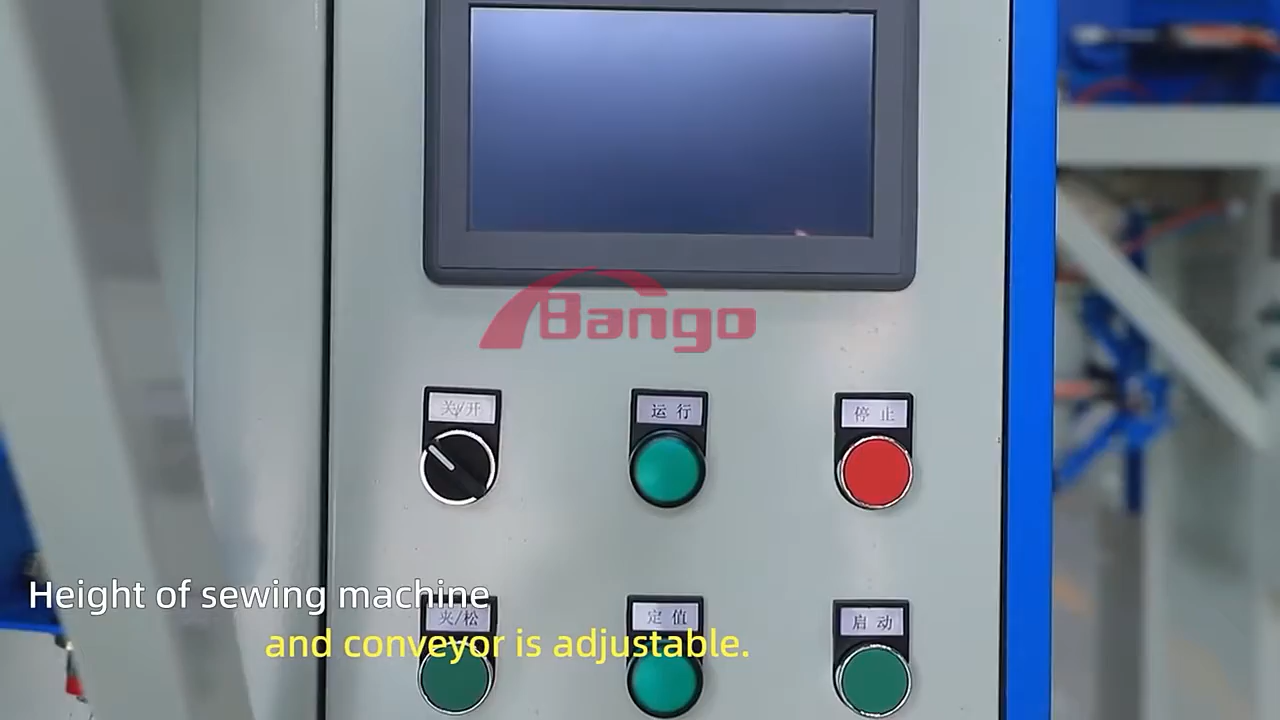 Bango
关/开
运行
停止
Height of sewing machine
and conveyor is adjustable.
夹/松
定值
启动